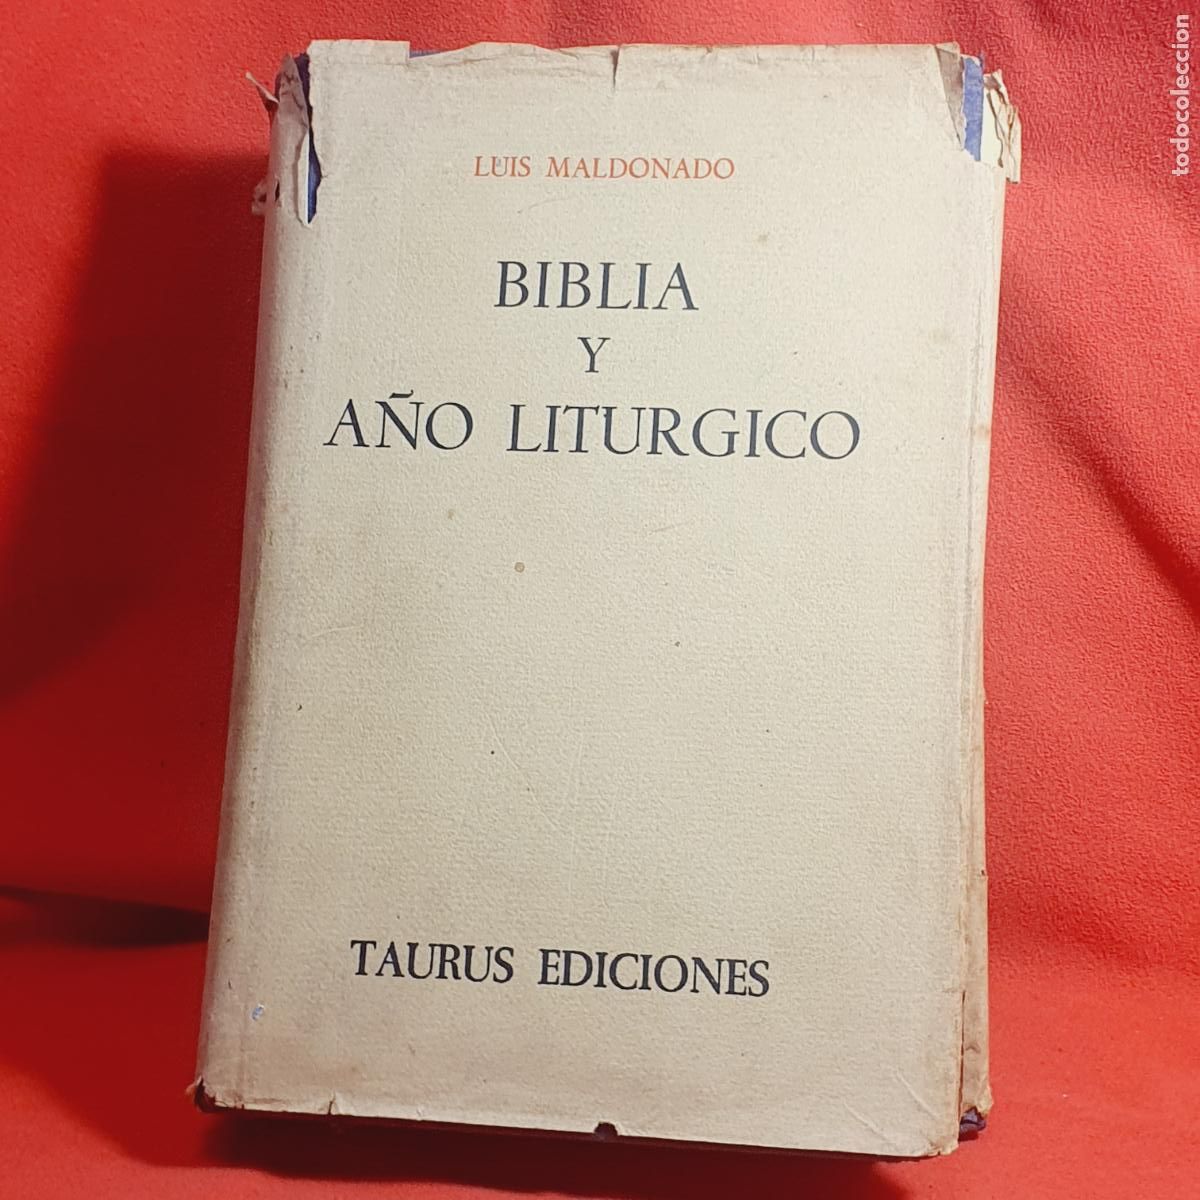 LUIS MALDONADO
BIBLIA
Y
AÑO LITURGICO
TAURUS EDICIONES
todocoleccion